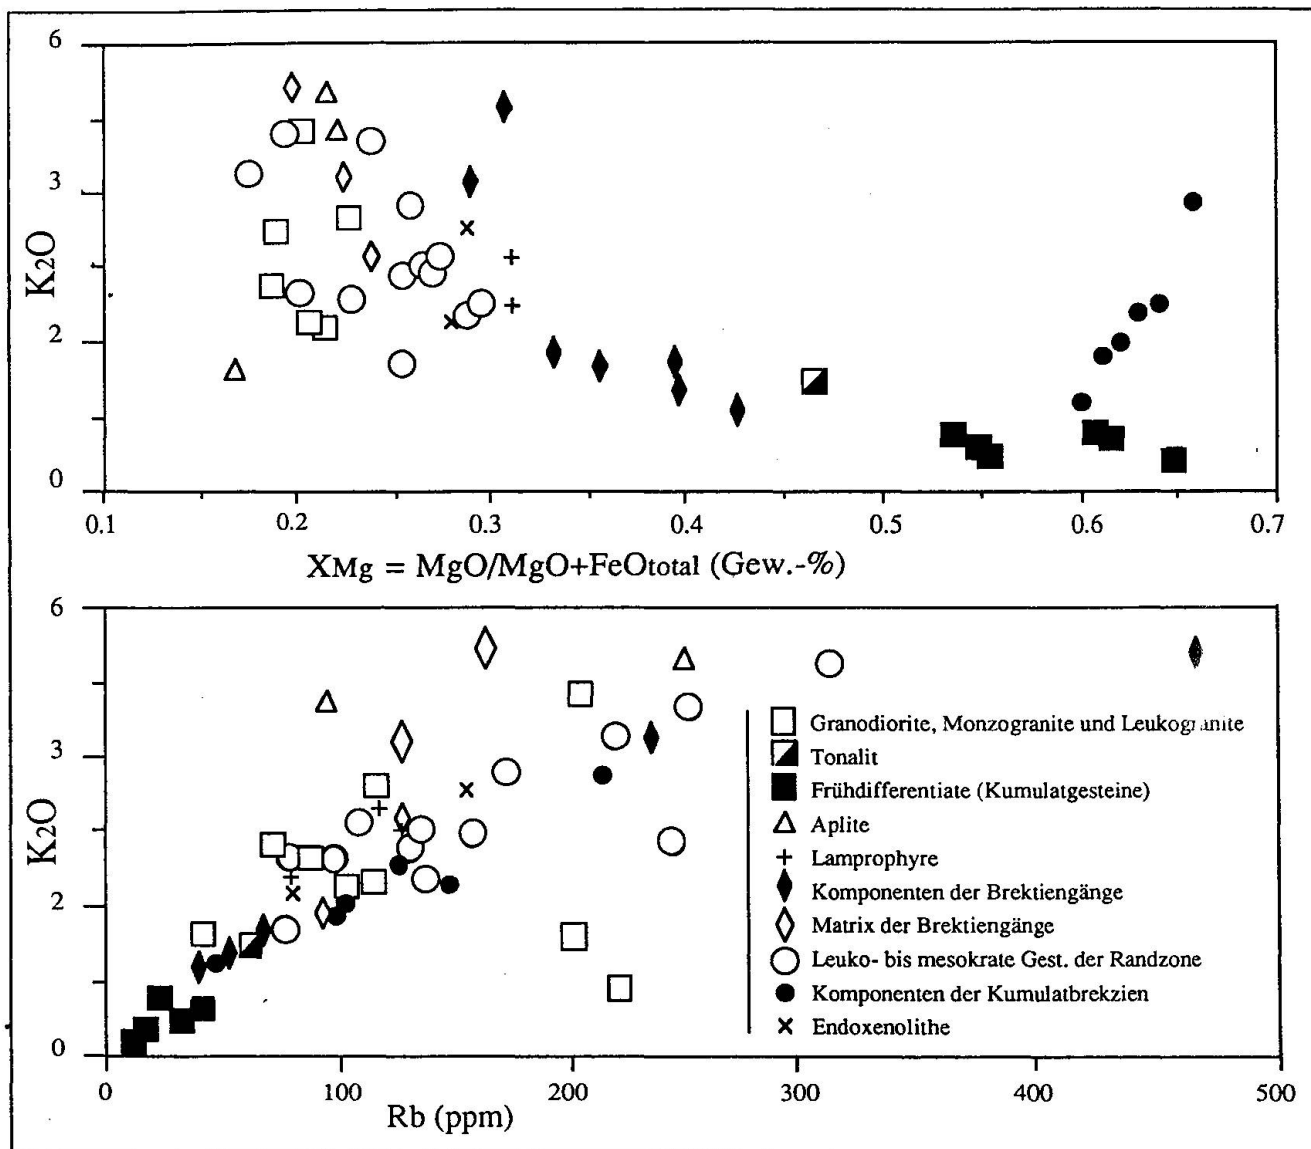 6
3
2
0
K2O
0.1 0.2 0.3 0.4 0.5 0.6 0.7
XMg = MgO/MgO+FeOtotal (Gew.-%)
6
3
2
0
K2O
0 100 200 300 400 500
Rb (ppm)
Granodiorite, Monzogranite und Leukogranite
Tonalit
Frühdifferentiate (Kumulatgesteine)
Aplite
Lamprophyre
Komponenten der Brektiengänge
Matrix der Brektiengänge
Leuko- bis mesokrate Gest. der Randzone
Komponenten der Kumulatbrekzien
Endoxenolithe